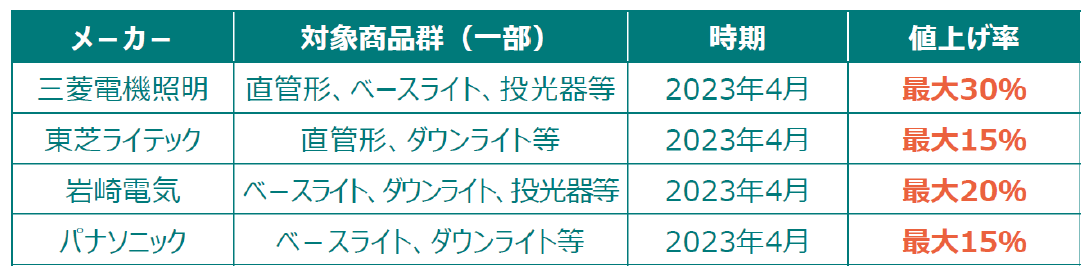 メーカー 対象商品群（一部） 時期 値上げ率
三菱電機照明 直管形、ベースライト、投光器等 2023年4月 最大30%
東芝ライテック 直管形、ダウンライト等 2023年4月 最大15%
岩崎電気 ベースライト、ダウンライト、投光器等 2023年4月 最大20%
パナソニック ベースライト、ダウンライト等 2023年4月 最大15%